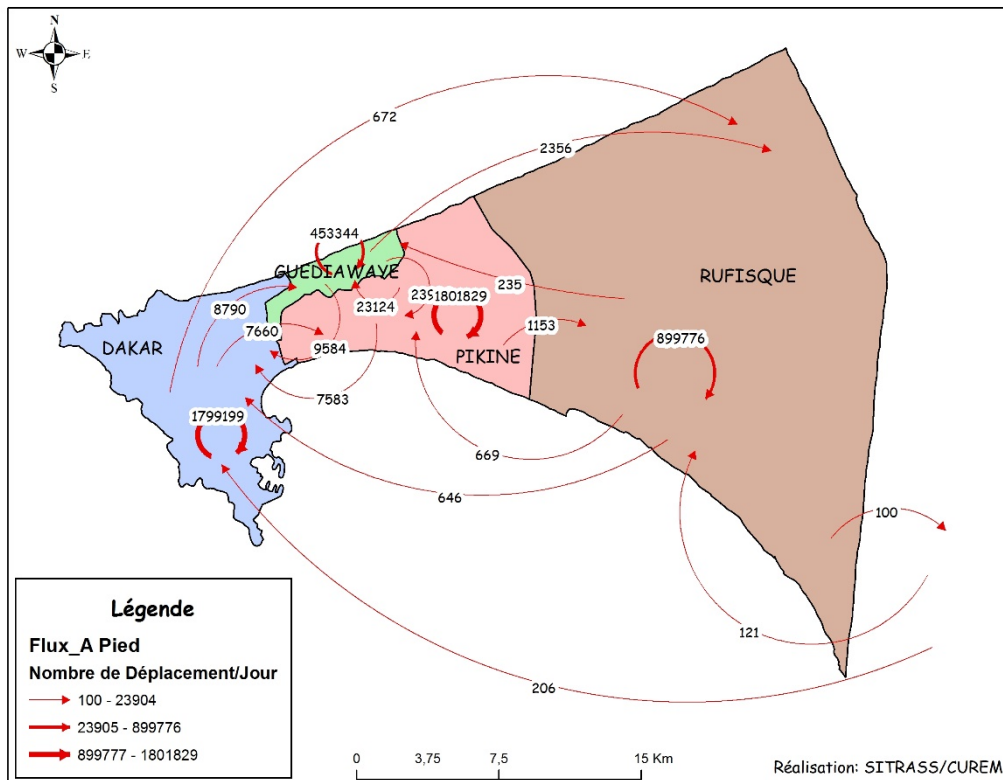 N
W E
S
672
2356
453344
GUEDIAWAYE
RUFISQUE
235
8790
23124
1801829
7660
1153
DAKAR
9584
PIKINE
899776
7583
1799199
669
646
100
121
206
Légende
Flux_A Pied
Nombre de Déplacement/Jour
100 - 23904
23905 - 899776
899777 - 1801829
0 3,75 7,5 15 Km
Réalisation: SITRASS/CUREM